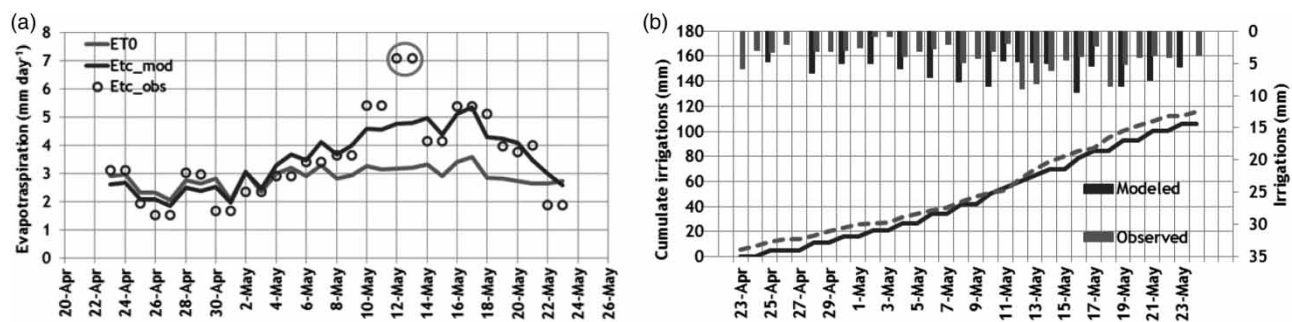 (a)
Evapotraspiration (mm day⁻¹)
9
8
7
6
5
4
3
2
1
0
ET0
Etc_mod
Etc_obs
20-Apr
22-Apr
24-Apr
26-Apr
28-Apr
30-Apr
2-May
4-May
6-May
8-May
10-May
12-May
14-May
16-May
18-May
20-May
22-May
24-May
26-May
(b)
Cumulate irrigations (mm)
180
160
140
120
100
80
60
40
20
0
Modeled
Observed
0
5
10
15
20
25
30
35
Irrigations (mm)
23-Apr
25-Apr
27-Apr
29-Apr
1-May
3-May
5-May
7-May
9-May
11-May
13-May
15-May
17-May
19-May
21-May
23-May